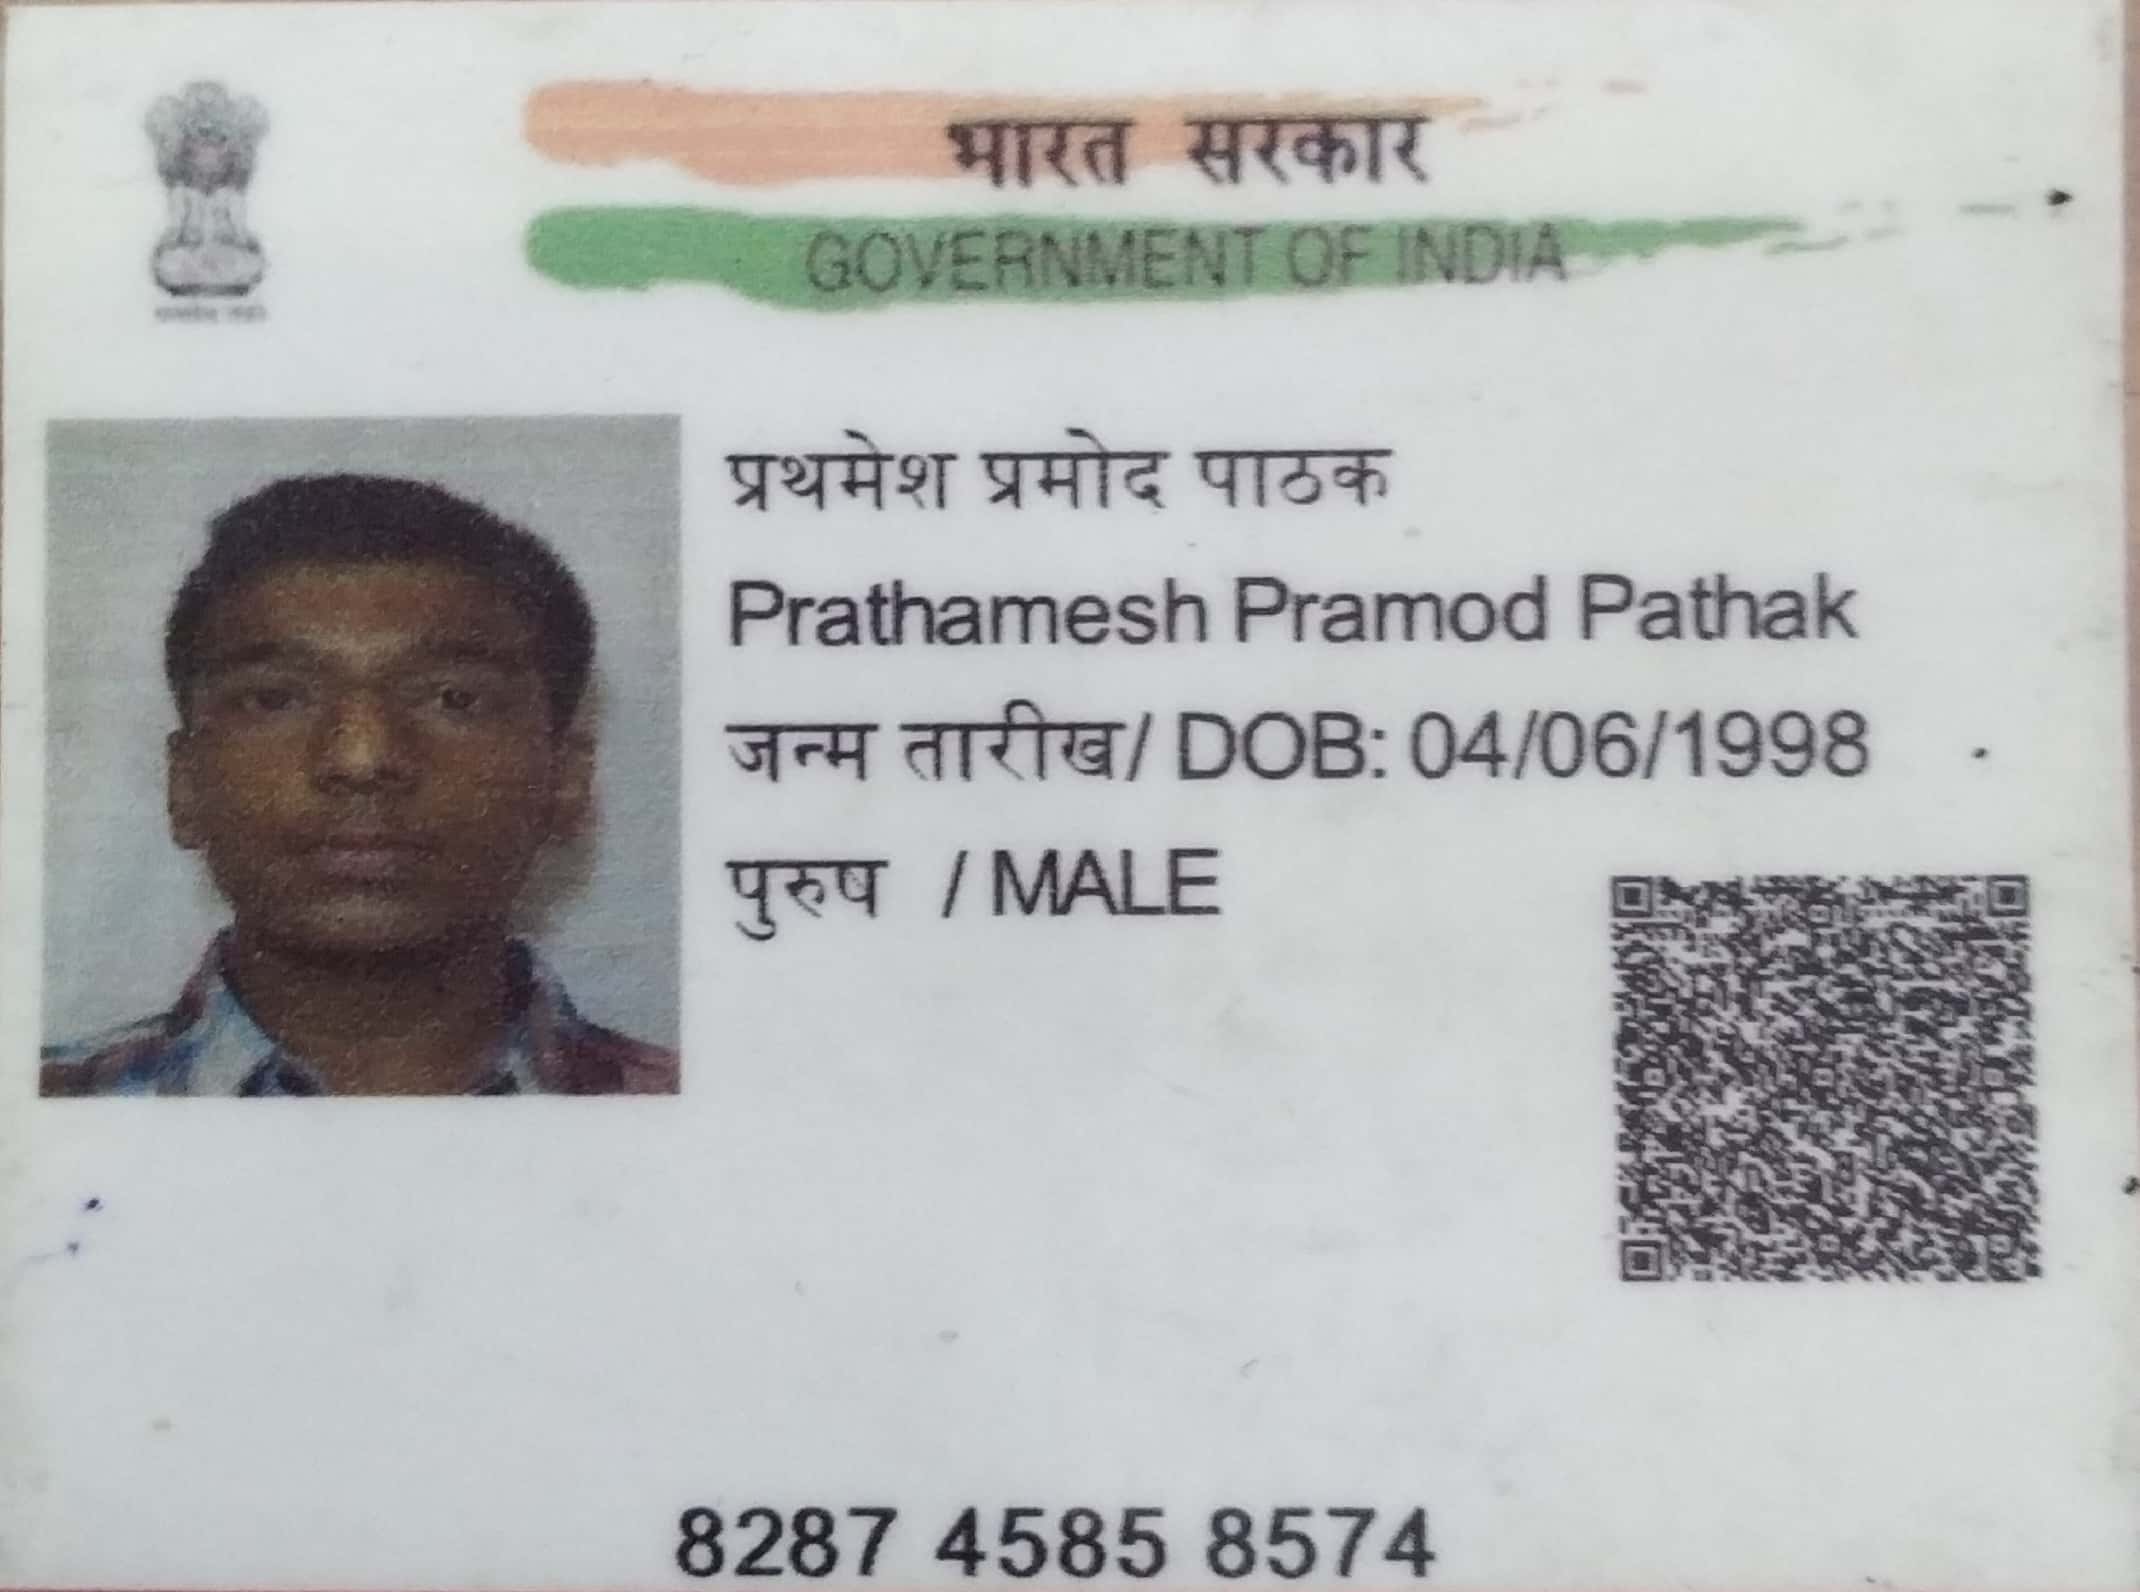 भारत सरकार
GOVERNMENT OF INDIA
प्रथमेश प्रमोद पाठक
Prathamesh Pramod Pathak
जन्म तारीख/ DOB: 04/06/1998
पुरुष / MALE
8287 4585 8574